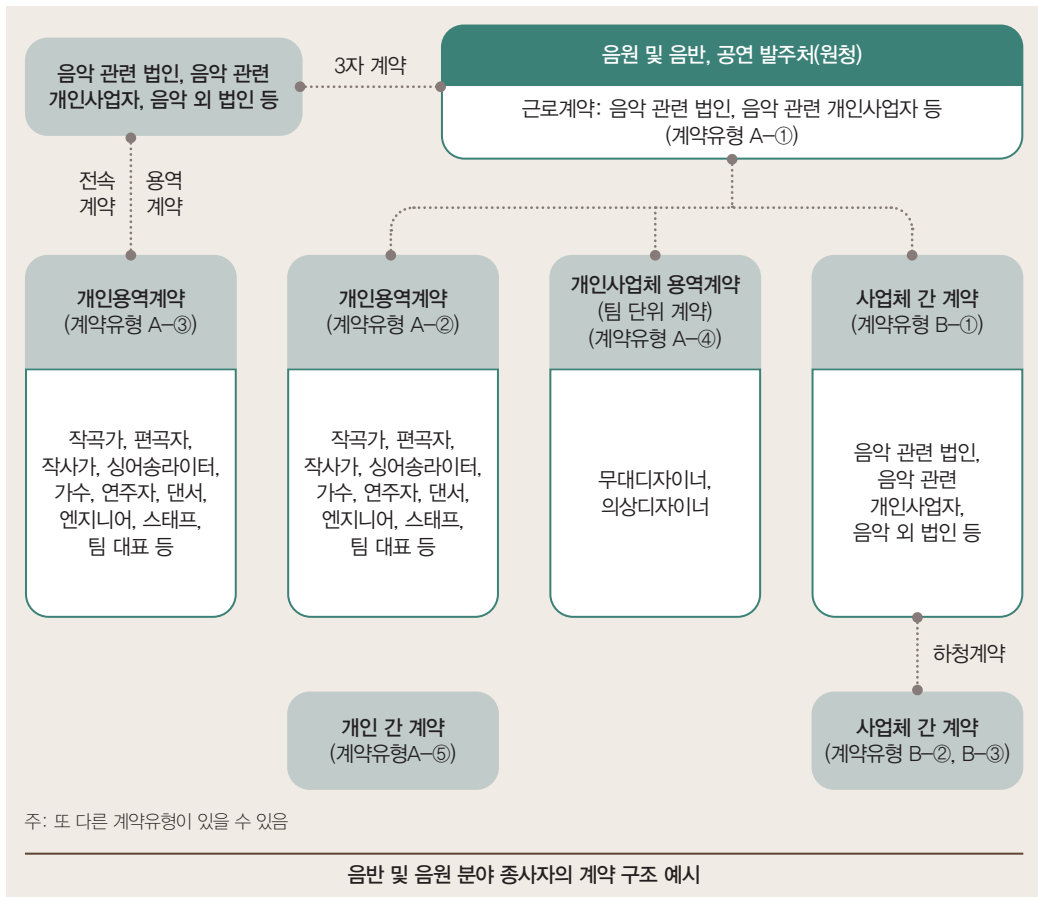 음악 관련 법인, 음악 관련
개인사업자, 음악 외 법인 등
3자 계약
음원 및 음반, 공연 발주처(원청)
근로계약: 음악 관련 법인, 음악 관련 개인사업자 등
(계약유형 A-①)
전속
계약
용역
계약
개인용역계약
(계약유형 A-③)
작곡가, 편곡자,
작사가, 싱어송라이터,
가수, 연주자, 댄서,
엔지니어, 스태프,
팀 대표 등
개인용역계약
(계약유형 A-②)
작곡가, 편곡자,
작사가, 싱어송라이터,
가수, 연주자, 댄서,
엔지니어, 스태프,
팀 대표 등
개인사업체 용역계약
(팀 단위 계약)
(계약유형 A-④)
무대디자이너,
의상디자이너
사업체 간 계약
(계약유형 B-①)
음악 관련 법인,
음악 관련
개인사업자,
음악 외 법인 등
하청계약
개인 간 계약
(계약유형A-⑤)
사업체 간 계약
(계약유형 B-②, B-③)
주: 또 다른 계약유형이 있을 수 있음
음반 및 음원 분야 종사자의 계약 구조 예시